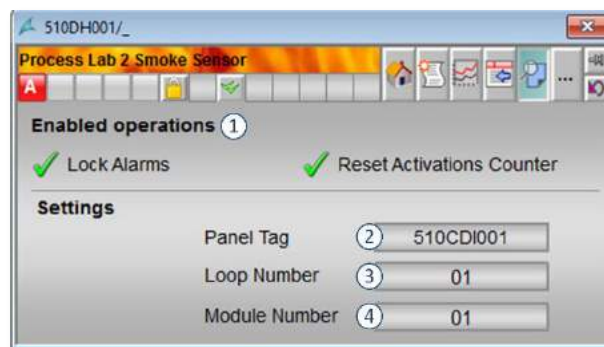 510DH001/_
Process Lab 2 Smoke Sensor
A
...
Enabled operations 1
Lock Alarms
Reset Activations Counter
Settings
Panel Tag 2 510CDI001
Loop Number 3 01
Module Number 4 01